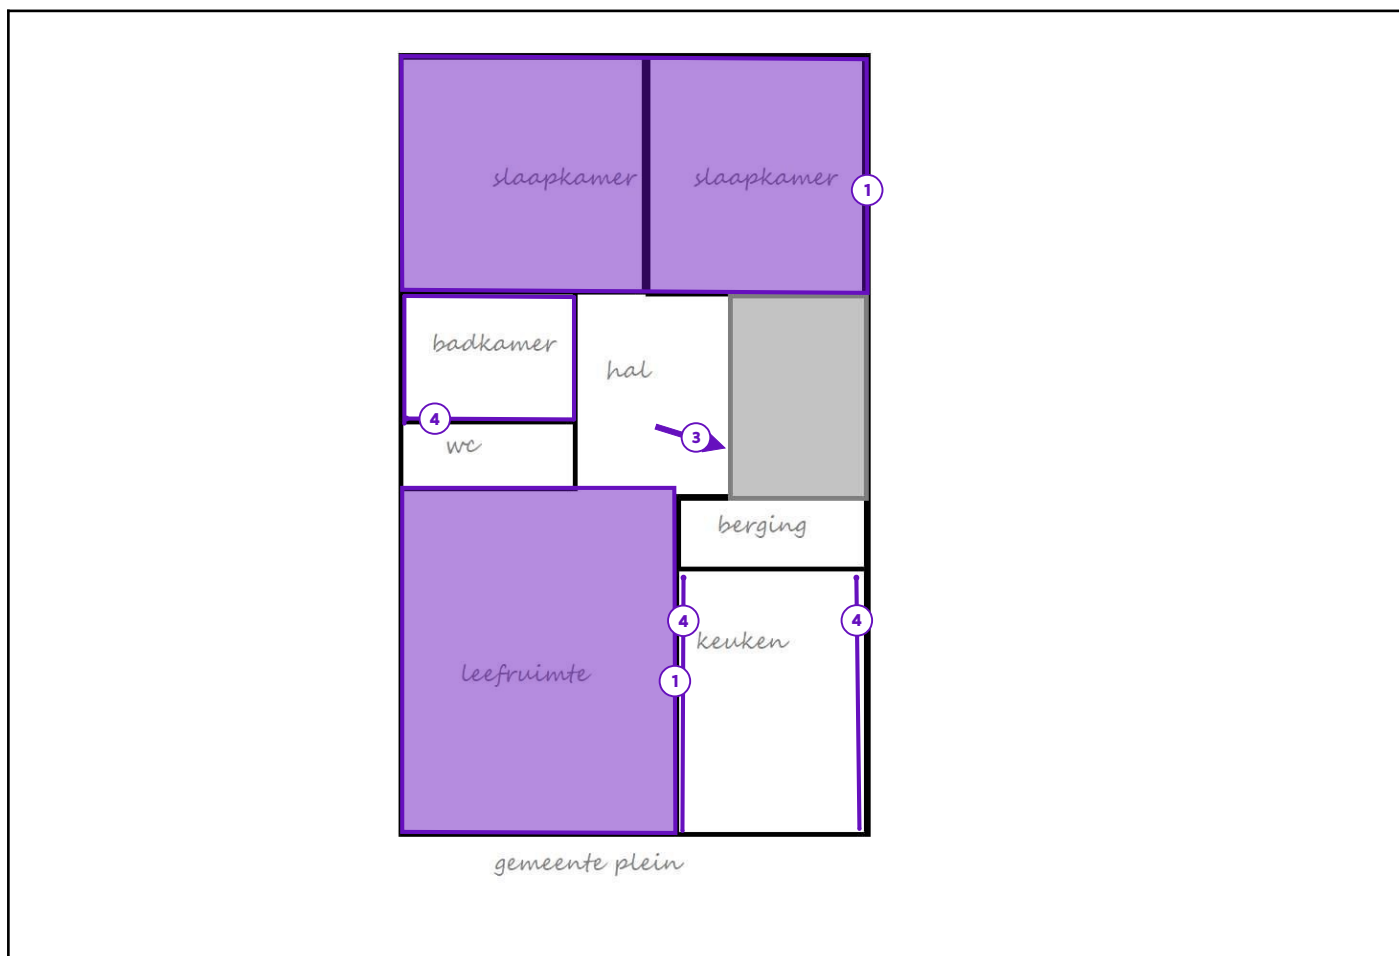 slaapkamer slaapkamer
1
badkamer
hal
4
3
wc
berging
4
4
keuken
leefruimte
1
gemeente plein